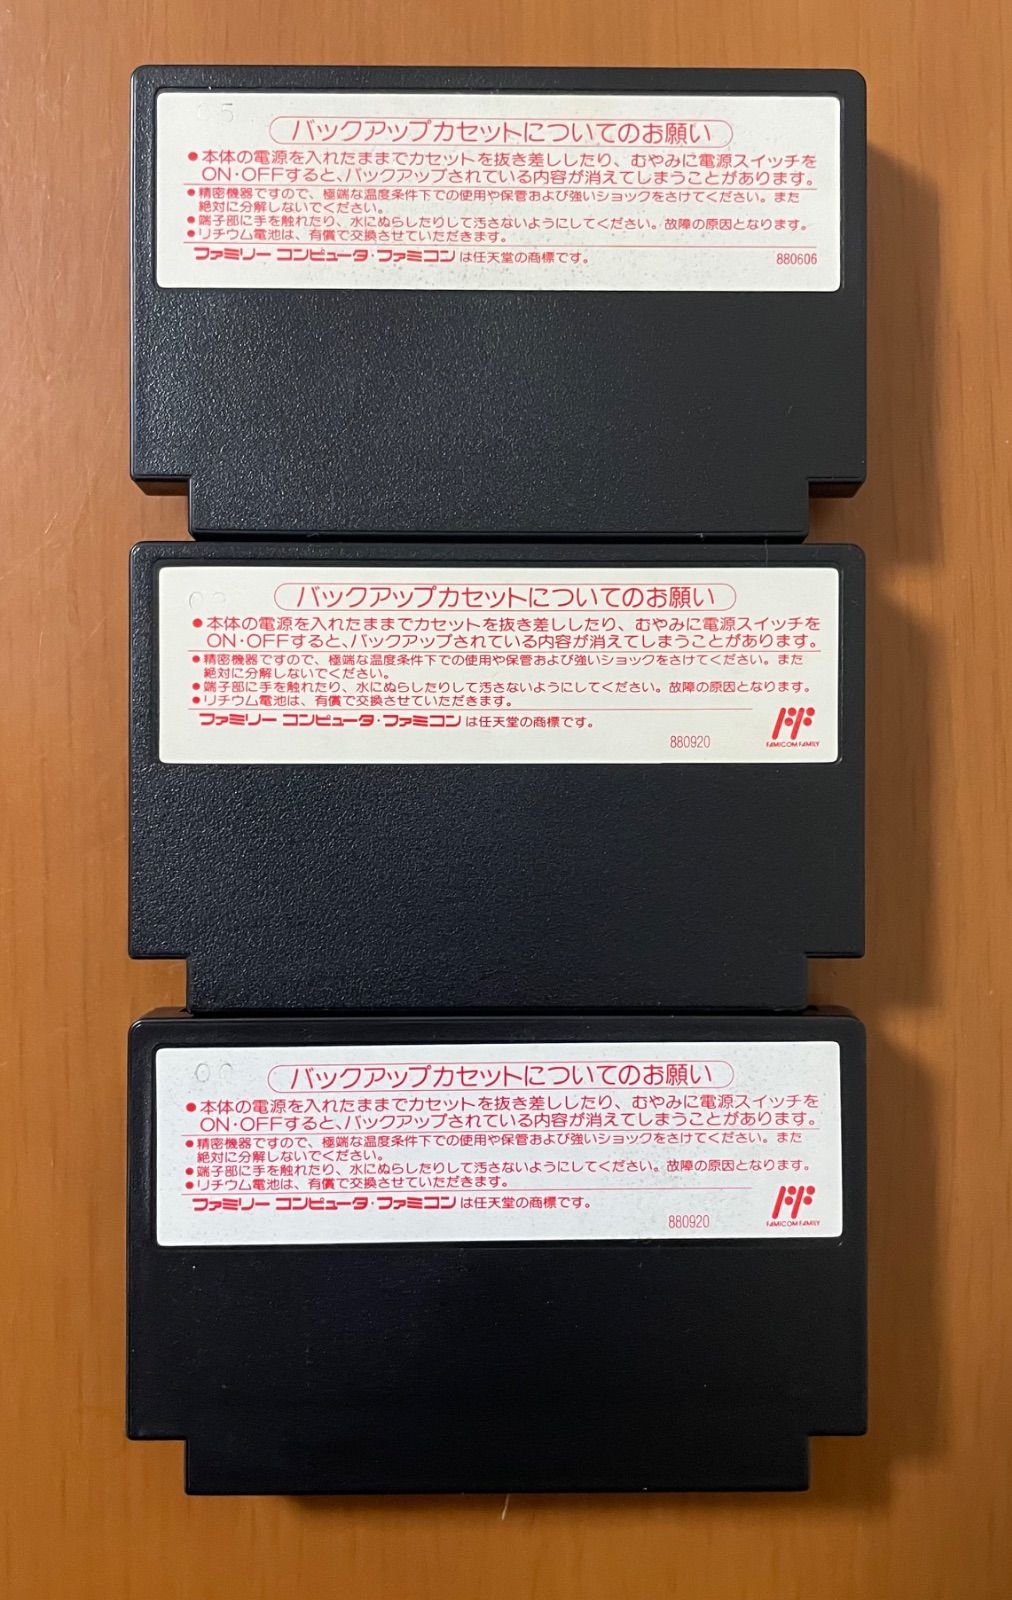 05
バックアップカセットについてのお願い
●本体の電源を入れたままでカセットを抜き差ししたり、むやみに電源スイッチを
ON・OFFすると、バックアップされている内容が消えてしまうことがあります。
●精密機器ですので、極端な温度条件下での使用や保管および強いショックをさけてください。また
絶対に分解しないでください。
●端子部に手を触れたり、水にぬらしたりして汚さないようにしてください。故障の原因となります。
●リチウム電池は、有償で交換させていただきます。
ファミリー コンピュータ・ファミコンは任天堂の商標です。 880606
バックアップカセットについてのお願い
●本体の電源を入れたままでカセットを抜き差ししたり、むやみに電源スイッチを
ON・OFFすると、バックアップされている内容が消えてしまうことがあります。
●精密機器ですので、極端な温度条件下での使用や保管および強いショックをさけてください。また
絶対に分解しないでください。
●端子部に手を触れたり、水にぬらしたりして汚さないようにしてください。故障の原因となります。
●リチウム電池は、有償で交換させていただきます。
ファミリー コンピュータ・ファミコンは任天堂の商標です。
880920
FAMICOM FAMILY
バックアップカセットについてのお願い
●本体の電源を入れたままでカセットを抜き差ししたり、むやみに電源スイッチを
ON・OFFすると、バックアップされている内容が消えてしまうことがあります。
●精密機器ですので、極端な温度条件下での使用や保管および強いショックをさけてください。また
絶対に分解しないでください。
●端子部に手を触れたり、水にぬらしたりして汚さないようにしてください。故障の原因となります。
●リチウム電池は、有償で交換させていただきます。
ファミリー コンピュータ・ファミコンは任天堂の商標です。
880920
FAMICOM FAMILY